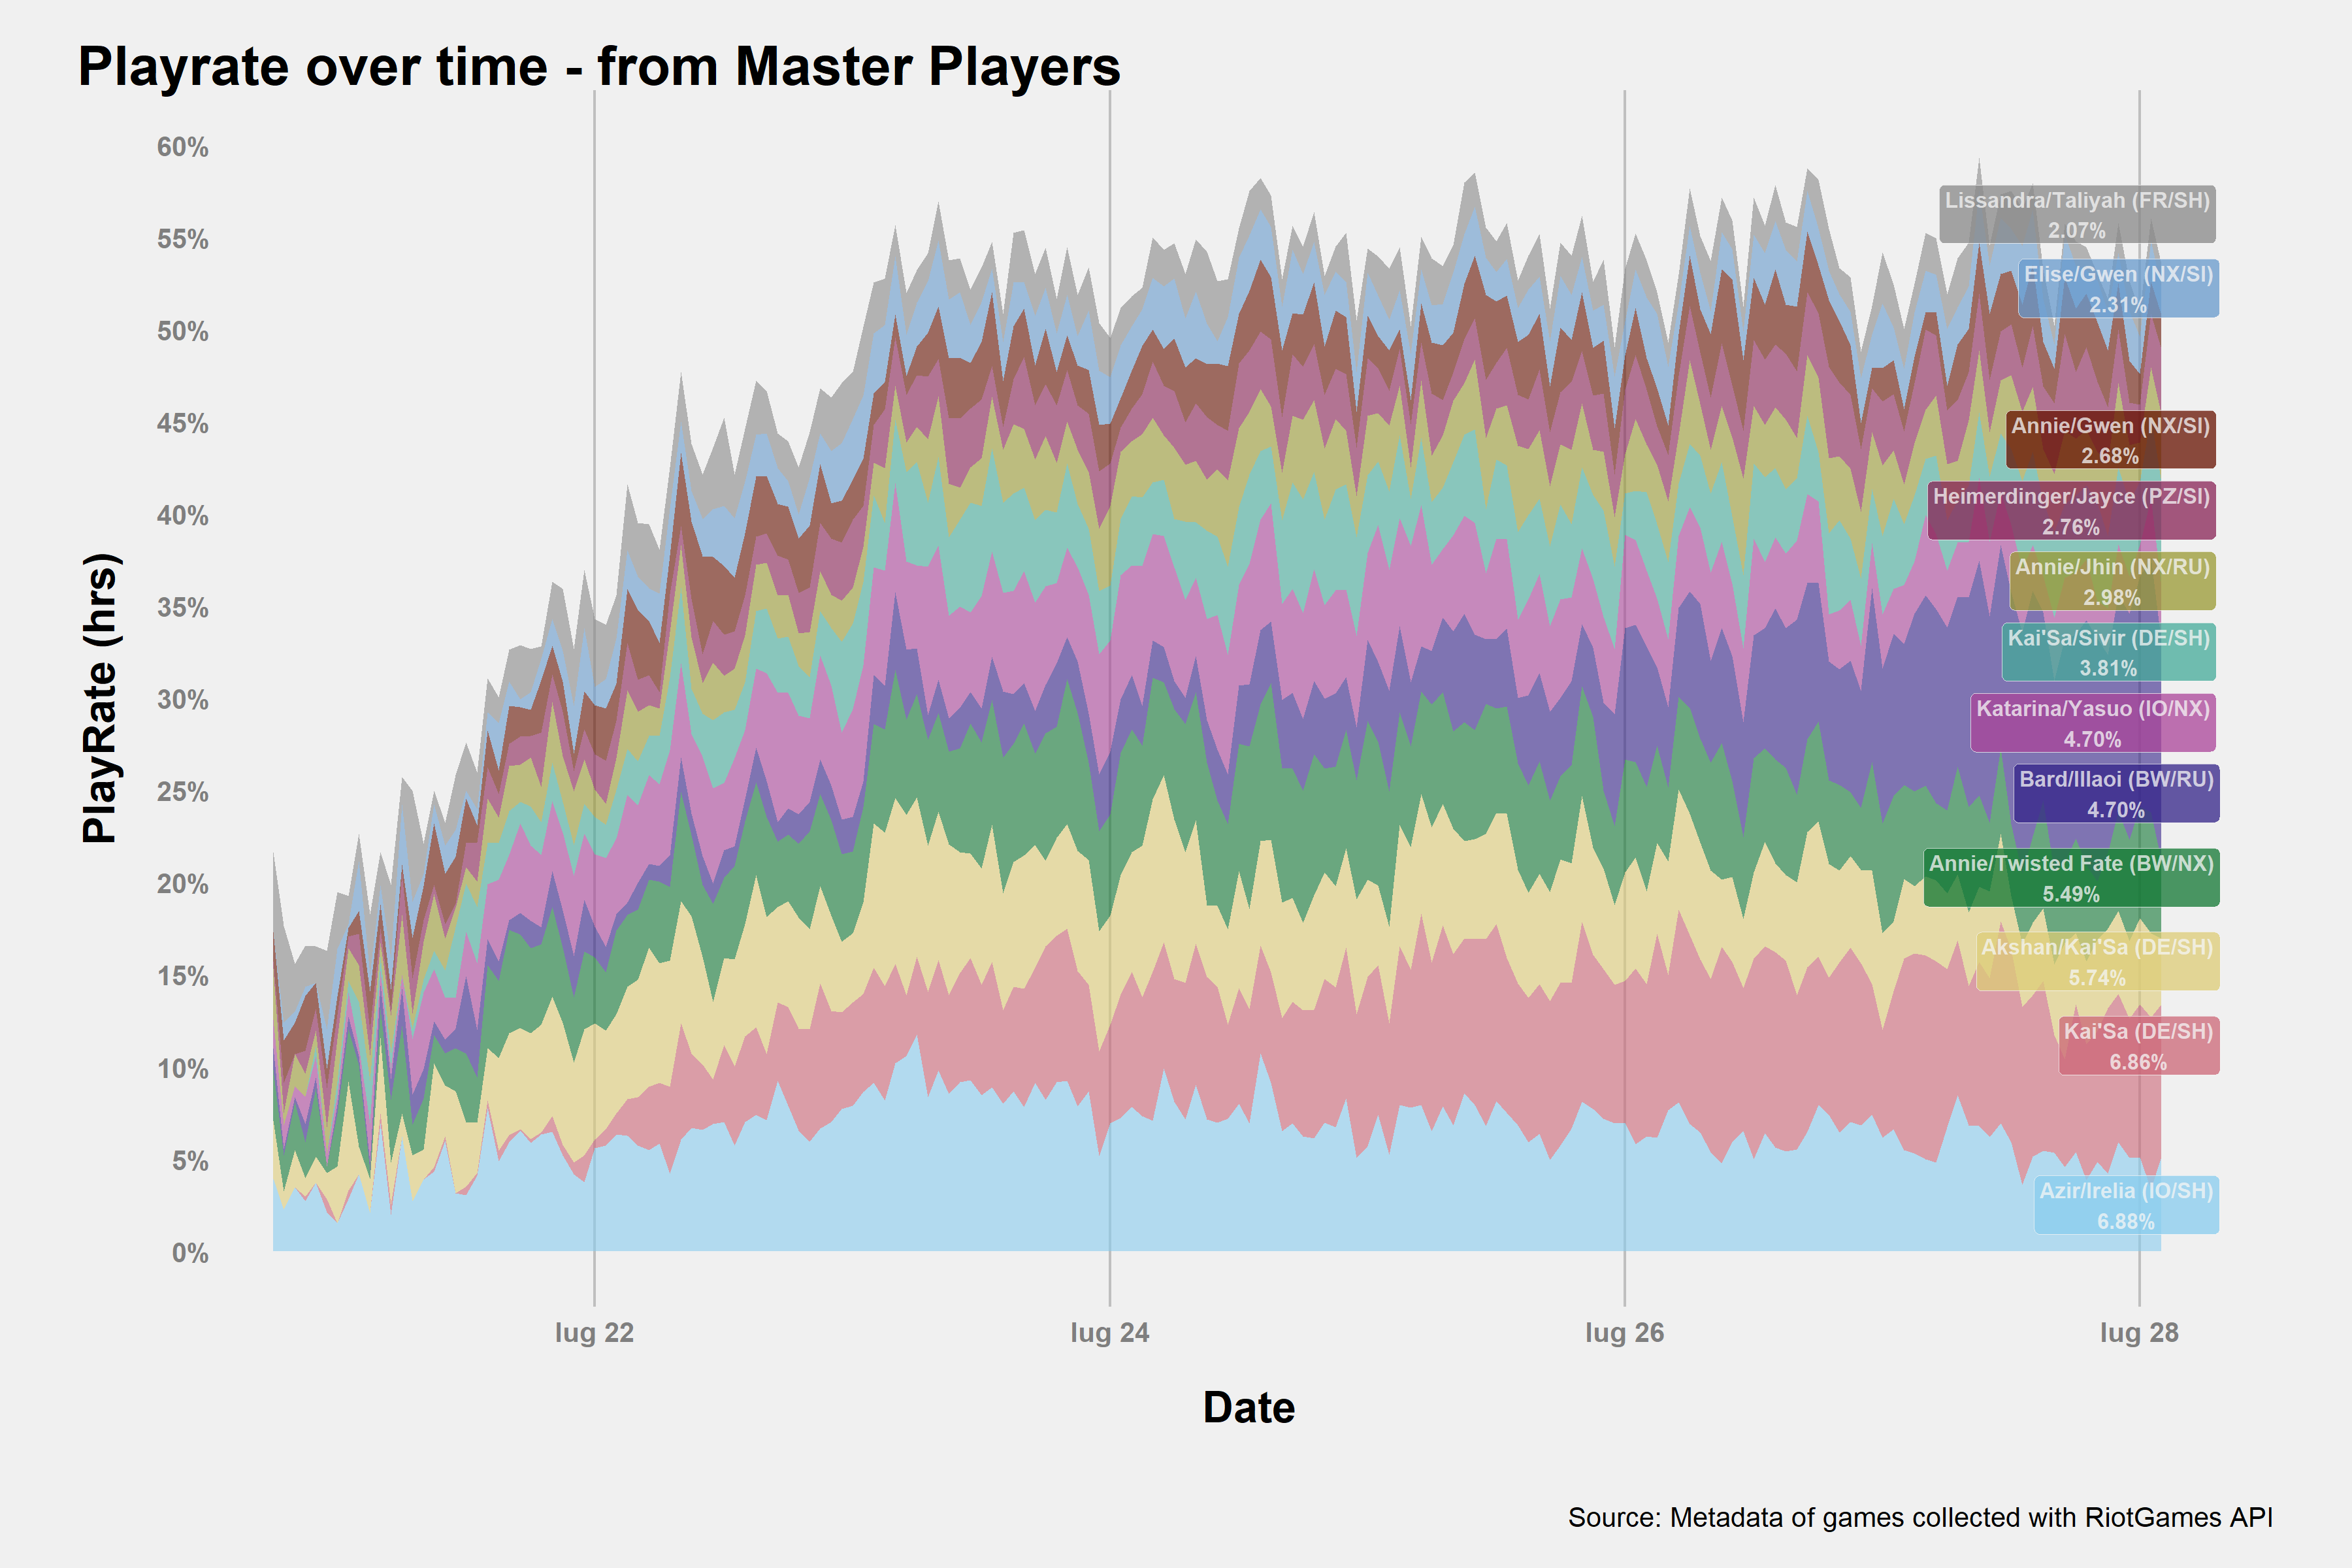 Playrate over time - from Master Players
PlayRate (hrs)
60%
55%
50%
45%
40%
35%
30%
25%
20%
15%
10%
5%
0%
Lissandra/Taliyah (FR/SH)
2.07%
Elise/Gwen (NX/SI)
2.31%
Annie/Gwen (NX/SI)
2.68%
Heimerdinger/Jayce (PZ/SI)
2.76%
Annie/Jhin (NX/RU)
2.98%
Kai'Sa/Sivir (DE/SH)
3.81%
Katarina/Yasuo (IO/NX)
4.70%
Bard/Illaoi (BW/RU)
4.70%
Annie/Twisted Fate (BW/NX)
5.49%
Akshan/Kai'Sa (DE/SH)
5.74%
Kai'Sa (DE/SH)
6.86%
Azir/Irelia (IO/SH)
6.88%
lug 22
lug 24
lug 26
lug 28
Date
Source: Metadata of games collected with RiotGames API